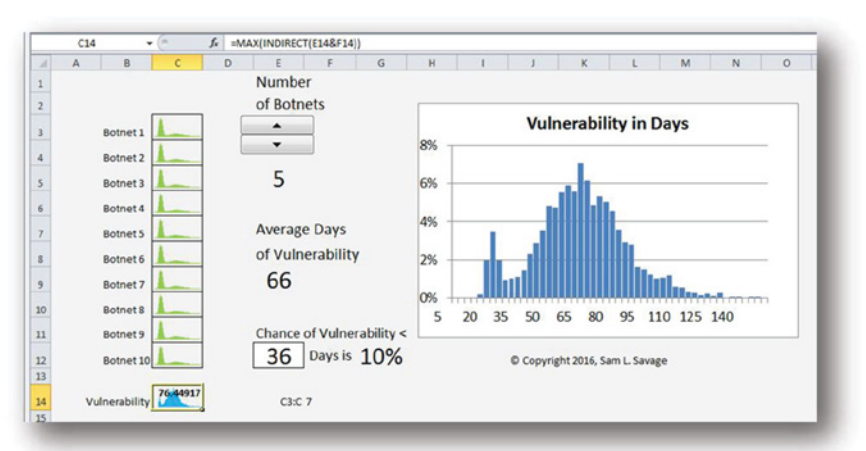 C14 fx =MAX(INDIRECT(E14&F14))
A B C D E F G H I J K L M N O
1 Number
2 of Botnets
3 Botnet 1
4 Botnet 2
5 Botnet 3 5
6 Botnet 4
7 Botnet 5 Average Days
8 Botnet 6 of Vulnerability
9 Botnet 7 66
10 Botnet 8
11 Botnet 9 Chance of Vulnerability <
12 Botnet 10 36 Days is 10%
13
14 Vulnerability 76.44917 C3:C 7
15
Vulnerability in Days
8%
6%
4%
2%
0%
5 20 35 50 65 80 95 110 125 140
© Copyright 2016, Sam L. Savage